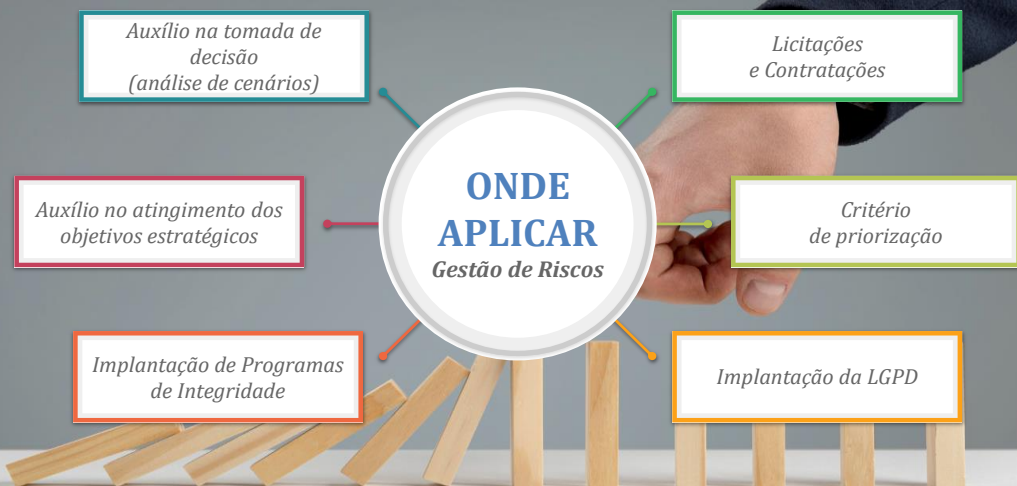 Auxílio na tomada de
decisão
(análise de cenários)
Licitações
e Contratações
ONDE
APLICAR
Gestão de Riscos
Auxílio no atingimento dos
objetivos estratégicos
Critério
de priorização
Implantação de Programas
de Integridade
Implantação da LGPD